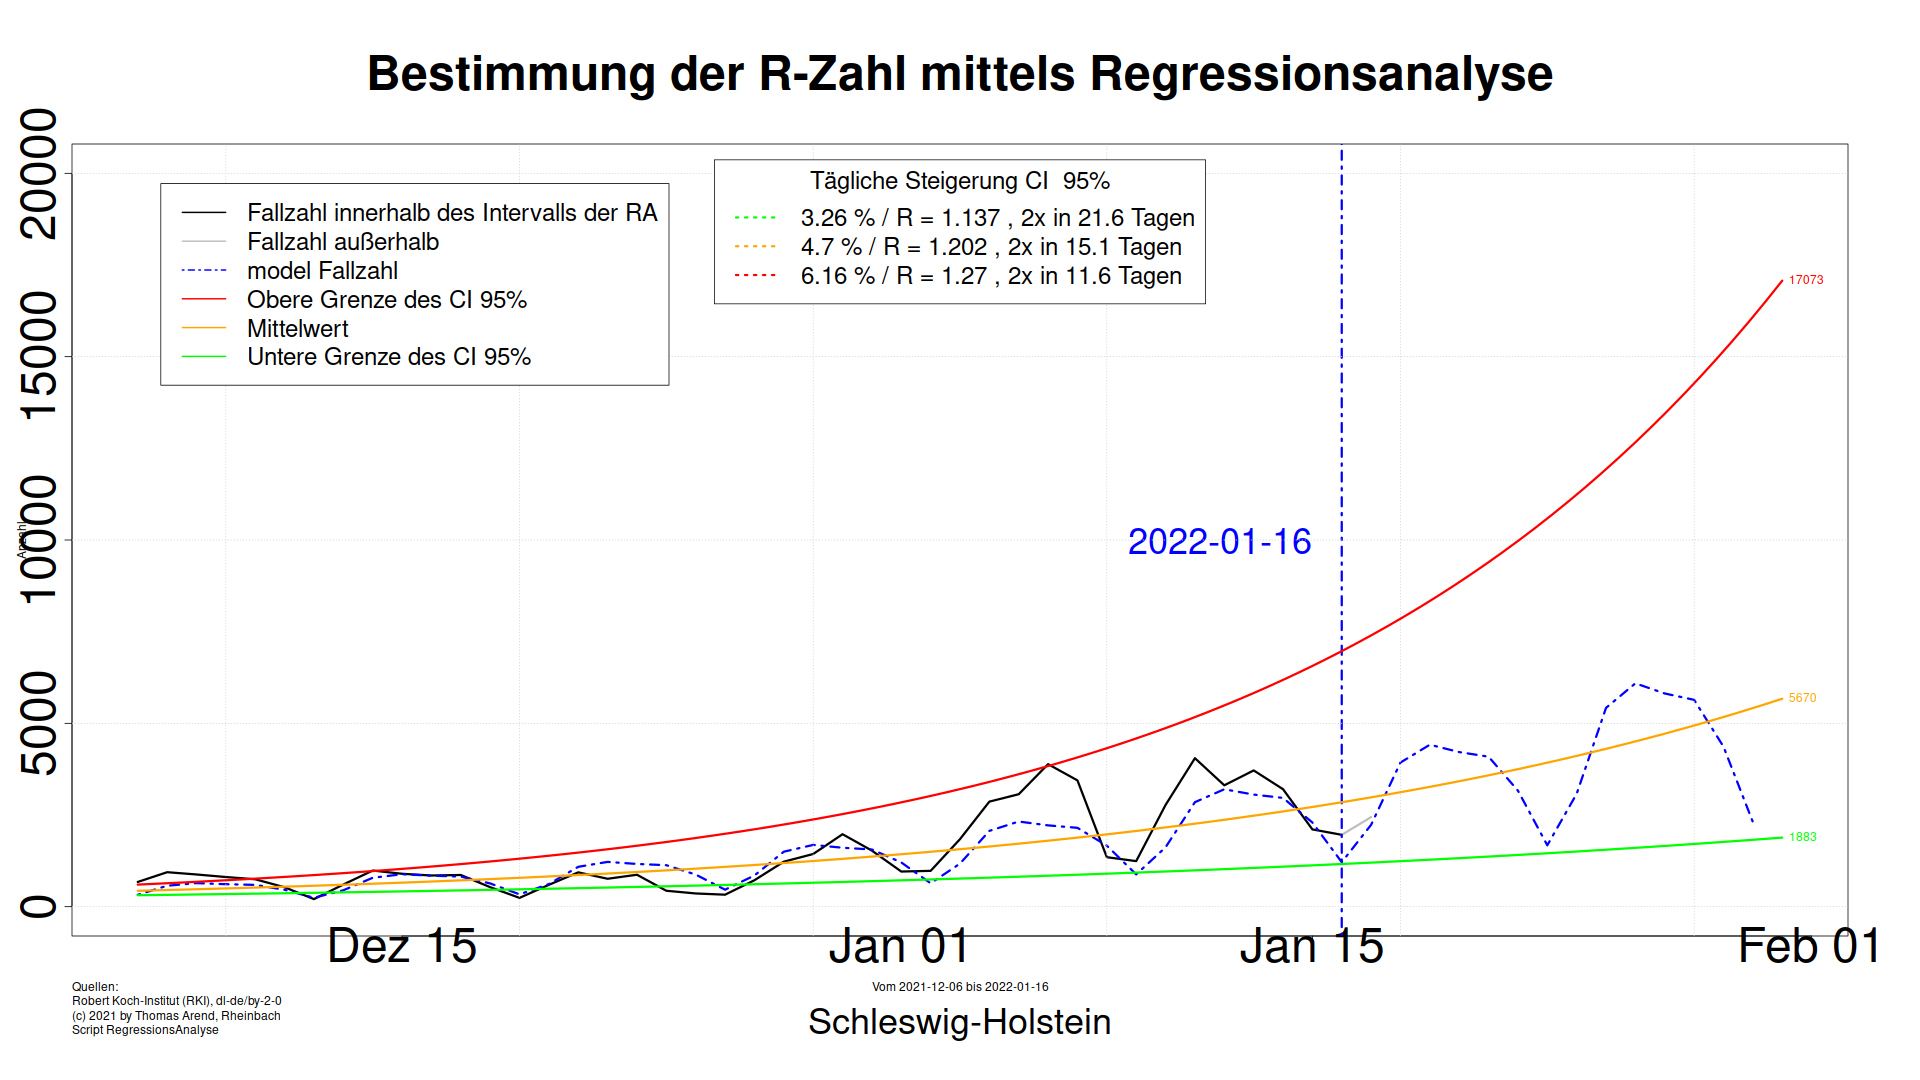 Bestimmung der R-Zahl mittels Regressionsanalyse
20000
15000
10000
5000
0
Anzahl
Fallzahl innerhalb des Intervalls der RA
Fallzahl außerhalb
model Fallzahl
Obere Grenze des CI 95%
Mittelwert
Untere Grenze des CI 95%
Tägliche Steigerung CI  95%
3.26 % / R = 1.137 , 2x in 21.6 Tagen
4.7 % / R = 1.202 , 2x in 15.1 Tagen
6.16 % / R = 1.27 , 2x in 11.6 Tagen
17073
2022-01-16
5670
1883
Dez 15
Jan 01
Jan 15
Feb 01
Quellen:
Robert Koch-Institut (RKI), dl-de/by-2-0
(c) 2021 by Thomas Arend, Rheinbach
Script RegressionsAnalyse
Vom 2021-12-06 bis 2022-01-16
Schleswig-Holstein